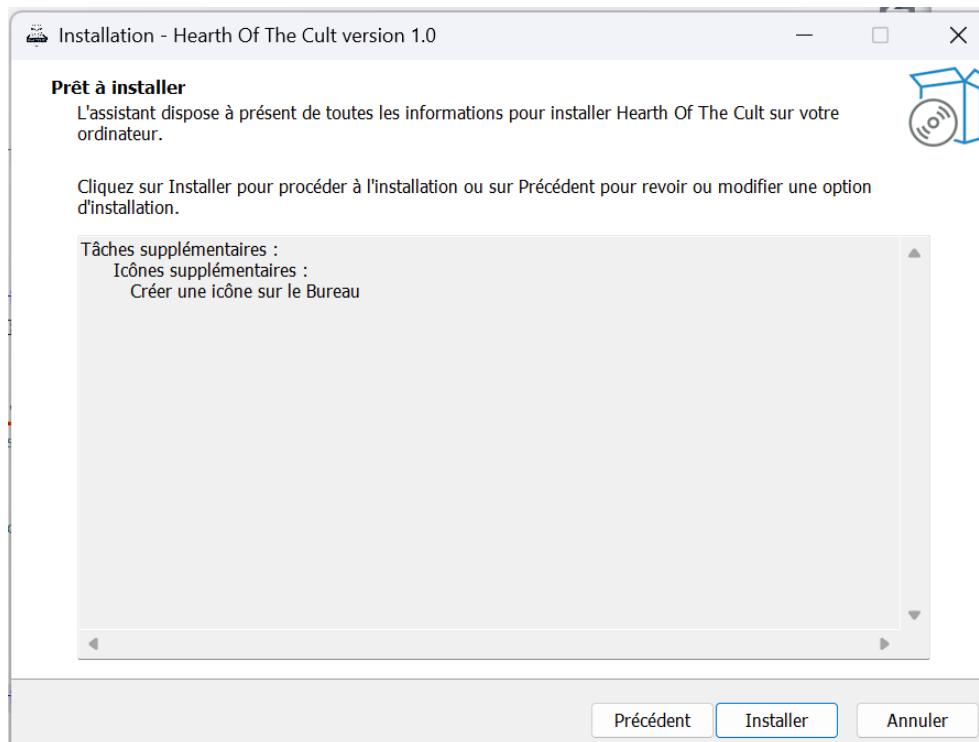 Installation - Hearth Of The Cult version 1.0
Prêt à installer
L'assistant dispose à présent de toutes les informations pour installer Hearth Of The Cult sur votre
ordinateur.
Cliquez sur Installer pour procéder à l'installation ou sur Précédent pour revoir ou modifier une option
d'installation.
Tâches supplémentaires :
Icônes supplémentaires :
Créer une icône sur le Bureau
Précédent
Installer
Annuler